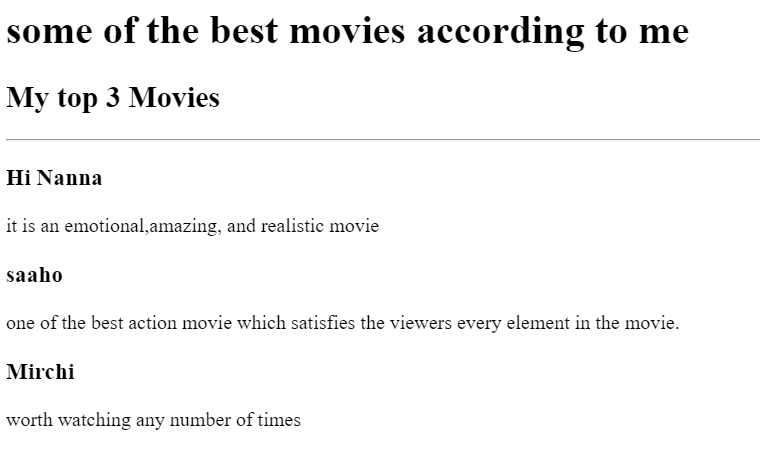 some of the best movies according to me
My top 3 Movies
Hi Nanna
it is an emotional,amazing, and realistic movie
saaho
one of the best action movie which satisfies the viewers every element in the movie.
Mirchi
worth watching any number of times